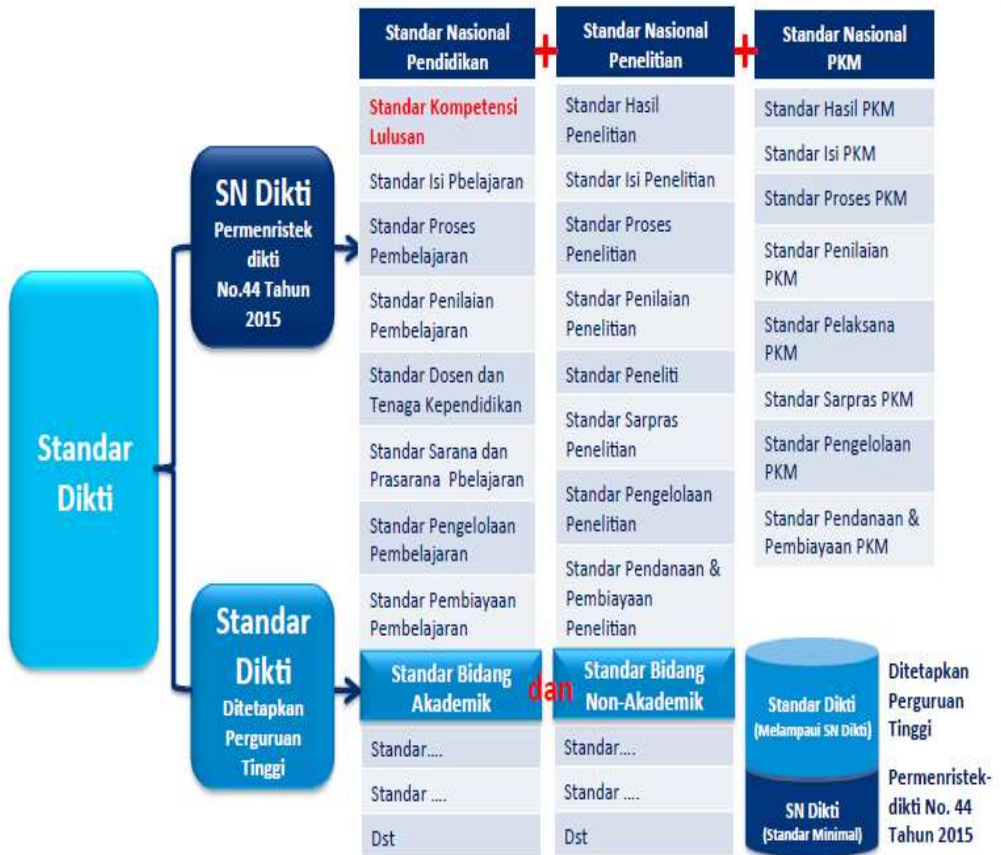 Standar
Dikti
SN Dikti
Permenristek
dikti
No.44 Tahun
2015
Standar
Dikti
Ditetapkan
Perguruan
Tinggi
Standar Nasional
Pendidikan
Standar Kompetensi
Lulusan
Standar Isi Pbelajaran
Standar Proses
Pembelajaran
Standar Penilaian
Pembelajaran
Standar Dosen dan
Tenaga Kependidikan
Standar Sarana dan
Prasarana Pbelajaran
Standar Pengelolaan
Pembelajaran
Standar Pembiayaan
Pembelajaran
+
Standar Nasional
Penelitian
Standar Hasil
Penelitian
Standar Isi Penelitian
Standar Proses
Penelitian
Standar Penilaian
Penelitian
Standar Peneliti
Standar Sarpras
Penelitian
Standar Pengelolaan
Penelitian
Standar Pendanaan &
Pembiayaan
Penelitian
+
Standar Nasional
PKM
Standar Hasil PKM
Standar Isi PKM
Standar Proses PKM
Standar Penilaian
PKM
Standar Pelaksana
PKM
Standar Sarpras PKM
Standar Pengelolaan
PKM
Standar Pendanaan &
Pembiayaan PKM
Standar Bidang
Akademik
Standar....
Standar ....
Dst
dan
Standar Bidang
Non-Akademik
Standar....
Standar ....
Dst
Standar Dikti
(Melampaui SN Dikti)
SN Dikti
(Standar Minimal)
Ditetapkan
Perguruan
Tinggi
Permenristek-
dikti No. 44
Tahun 2015